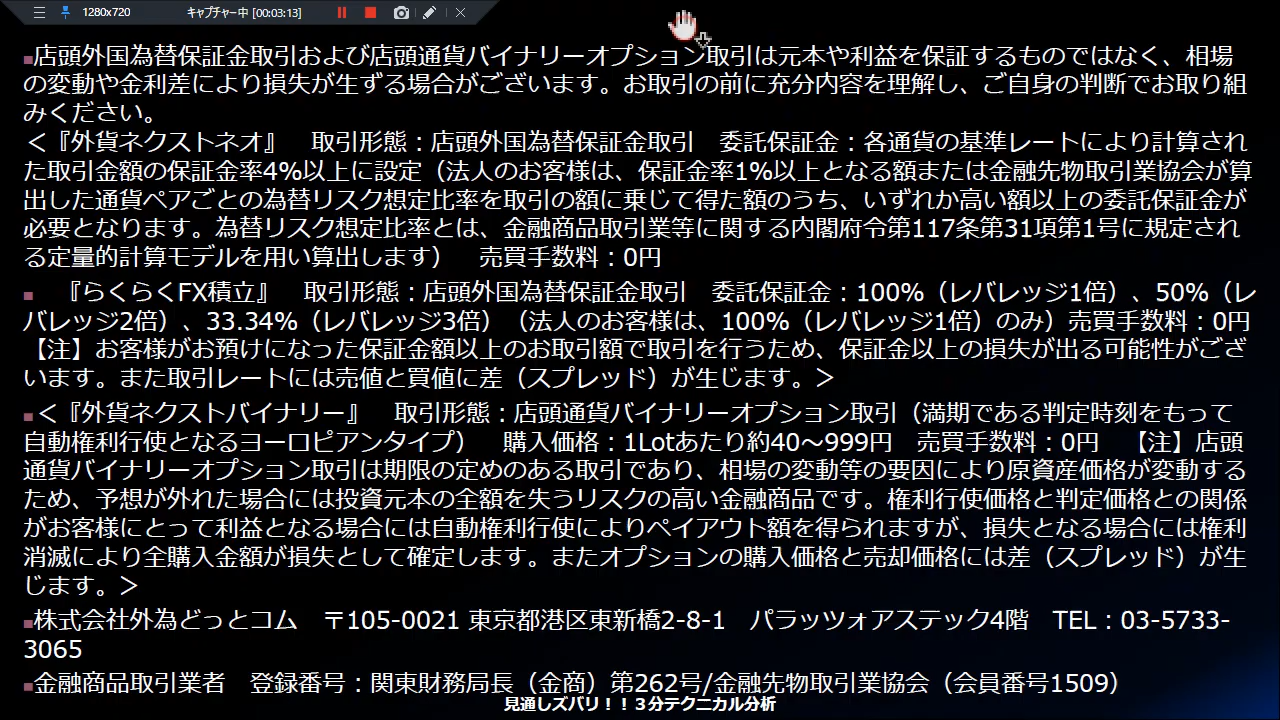 1280x720
キャプチャー中 [00:03:13]
■店頭外国為替保証金取引および店頭通貨バイナリーオプション取引は元本や利益を保証するものではなく、相場
の変動や金利差により損失が生ずる場合がございます。お取引の前に充分内容を理解し、ご自身の判断でお取り組
みください。
＜『外貨ネクストネオ』　取引形態：店頭外国為替保証金取引　委託保証金：各通貨の基準レートにより計算され
た取引金額の保証金率4%以上に設定（法人のお客様は、保証金率1%以上となる額または金融先物取引業協会が算
出した通貨ペアごとの為替リスク想定比率を取引の額に乗じて得た額のうち、いずれか高い額以上の委託保証金が
必要となります。為替リスク想定比率とは、金融商品取引業等に関する内閣府令第117条第31項第1号に規定され
る定量的計算モデルを用い算出します）　売買手数料：0円
■　『らくらくFX積立』　取引形態：店頭外国為替保証金取引　委託保証金：100%（レバレッジ1倍）、50%（レ
バレッジ2倍）、33.34%（レバレッジ3倍）（法人のお客様は、100%（レバレッジ1倍）のみ）売買手数料：0円
【注】お客様がお預けになった保証金額以上のお取引額で取引を行うため、保証金以上の損失が出る可能性がござ
います。また取引レートには売値と買値に差（スプレッド）が生じます。＞
■＜『外貨ネクストバイナリー』　取引形態：店頭通貨バイナリーオプション取引（満期である判定時刻をもって
自動権利行使となるヨーロピアンタイプ）　購入価格：1Lotあたり約40～999円　売買手数料：0円　【注】店頭
通貨バイナリーオプション取引は期限の定めのある取引であり、相場の変動等の要因により原資産価格が変動する
ため、予想が外れた場合には投資元本の全額を失うリスクの高い金融商品です。権利行使価格と判定価格との関係
がお客様にとって利益となる場合には自動権利行使によりペイアウト額を得られますが、損失となる場合には権利
消滅により全購入金額が損失として確定します。またオプションの購入価格と売却価格には差（スプレッド）が生
じます。＞
■株式会社外為どっとコム　〒105-0021 東京都港区東新橋2-8-1　パラッツォアステック4階　TEL：03-5733-
3065
■金融商品取引業者　登録番号：関東財務局長（金商）第262号/金融先物取引業協会（会員番号1509）
見通しズバリ！！３分テクニカル分析